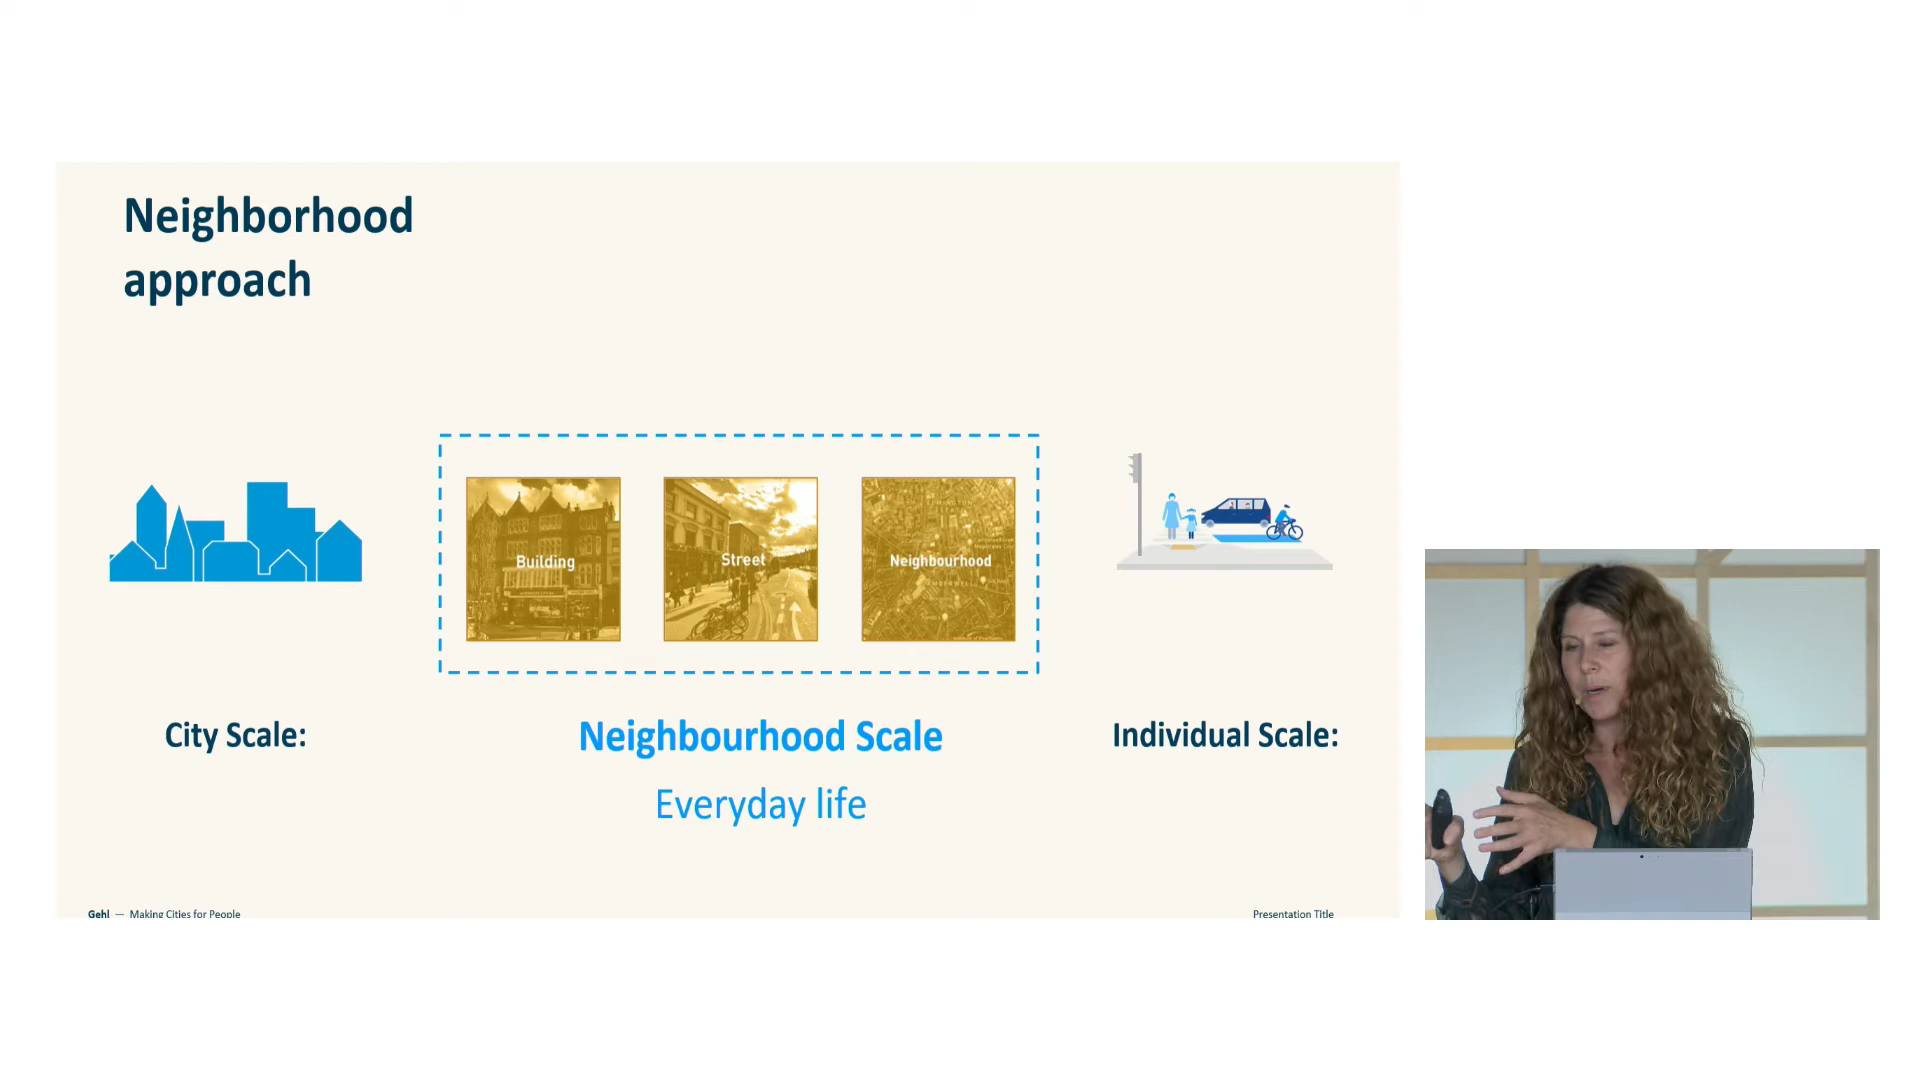 Neighborhood
approach
Building
Street
Neighbourhood
City Scale:
Neighbourhood Scale
Individual Scale:
Everyday life
Gehl — Making Cities for People
Presentation Title